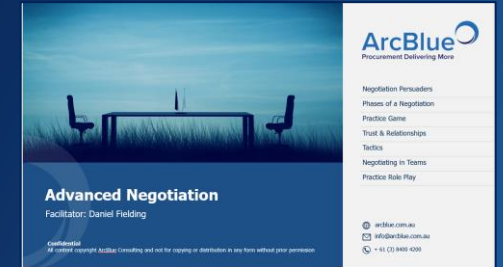 ArcBlue
Procurement Delivering More
Negotiation Persuaders
Phases of a Negotiation
Practice Game
Trust & Relationships
Tactics
Negotiating in Teams
Practice Role Play
Advanced Negotiation
Facilitator: Daniel Fielding
Confidential
All content copyright ArcBlue Consulting and not for copying or distribution in any form without prior permission
arcblue.com.au
info@arcblue.com.au
+ 61 (3) 8400 4200